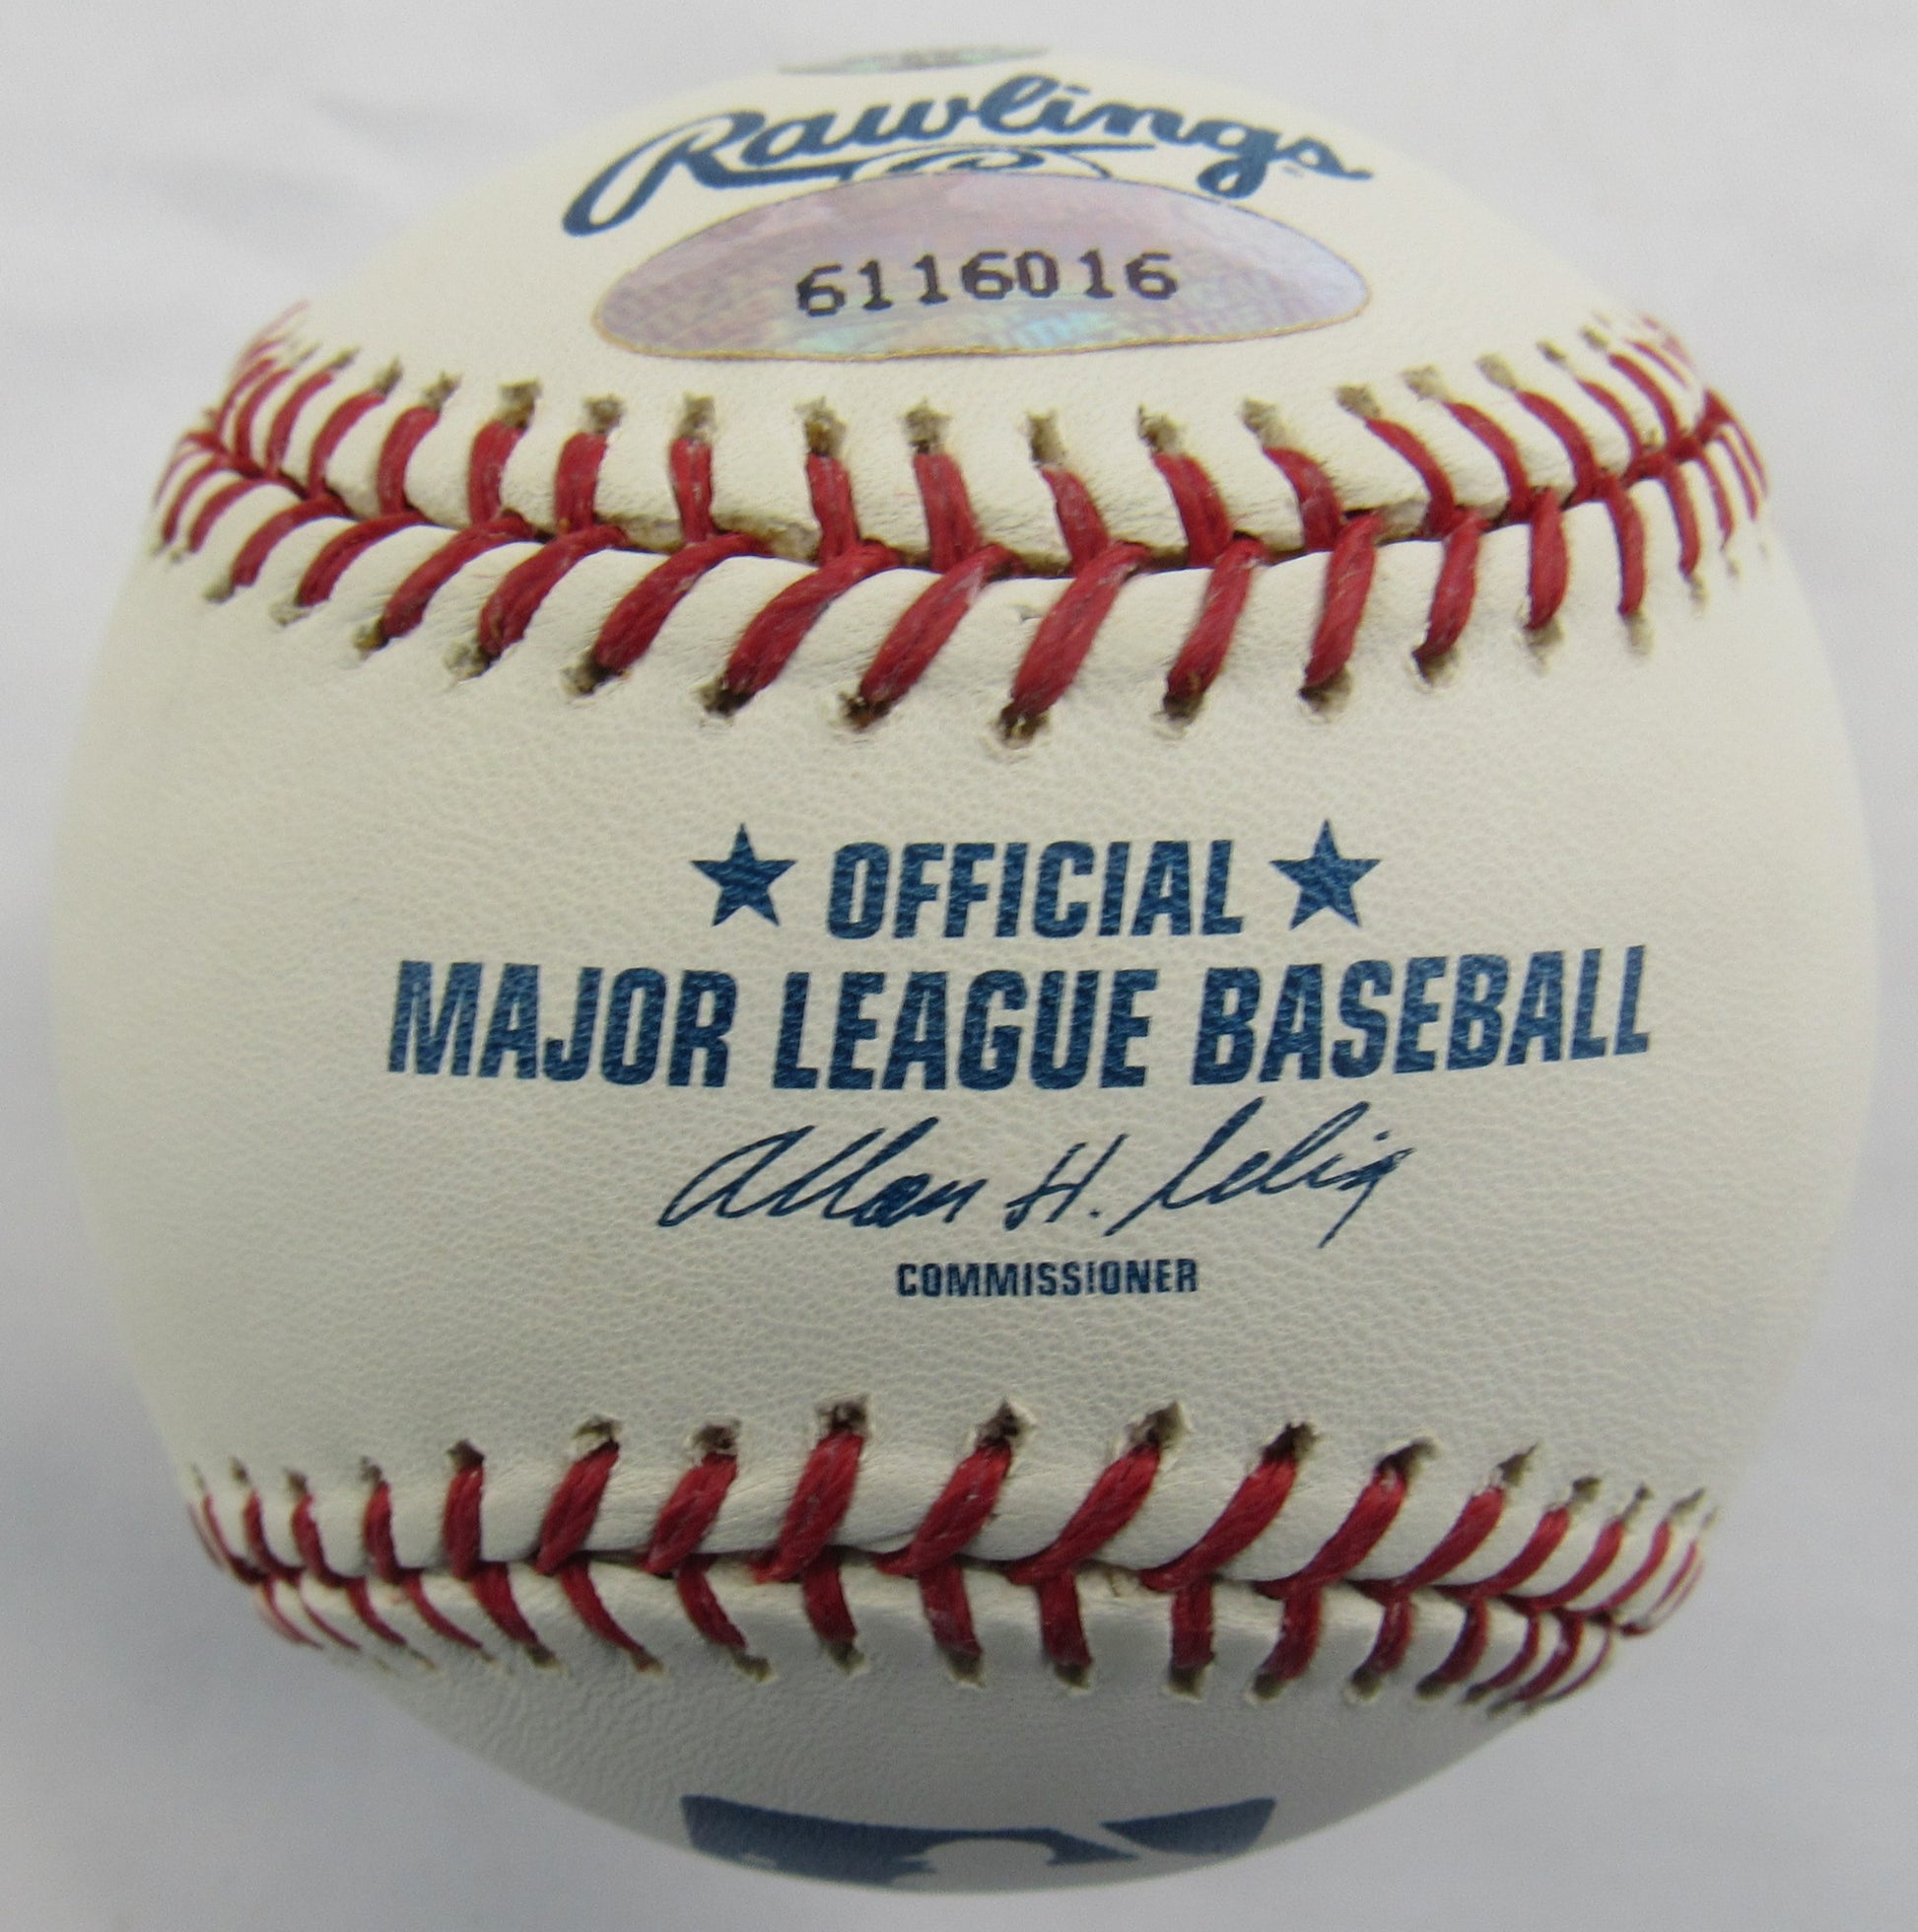 Rawlings
6116016
OFFICIAL
MAJOR LEAGUE BASEBALL
Allan H. Selig
COMMISSIONER